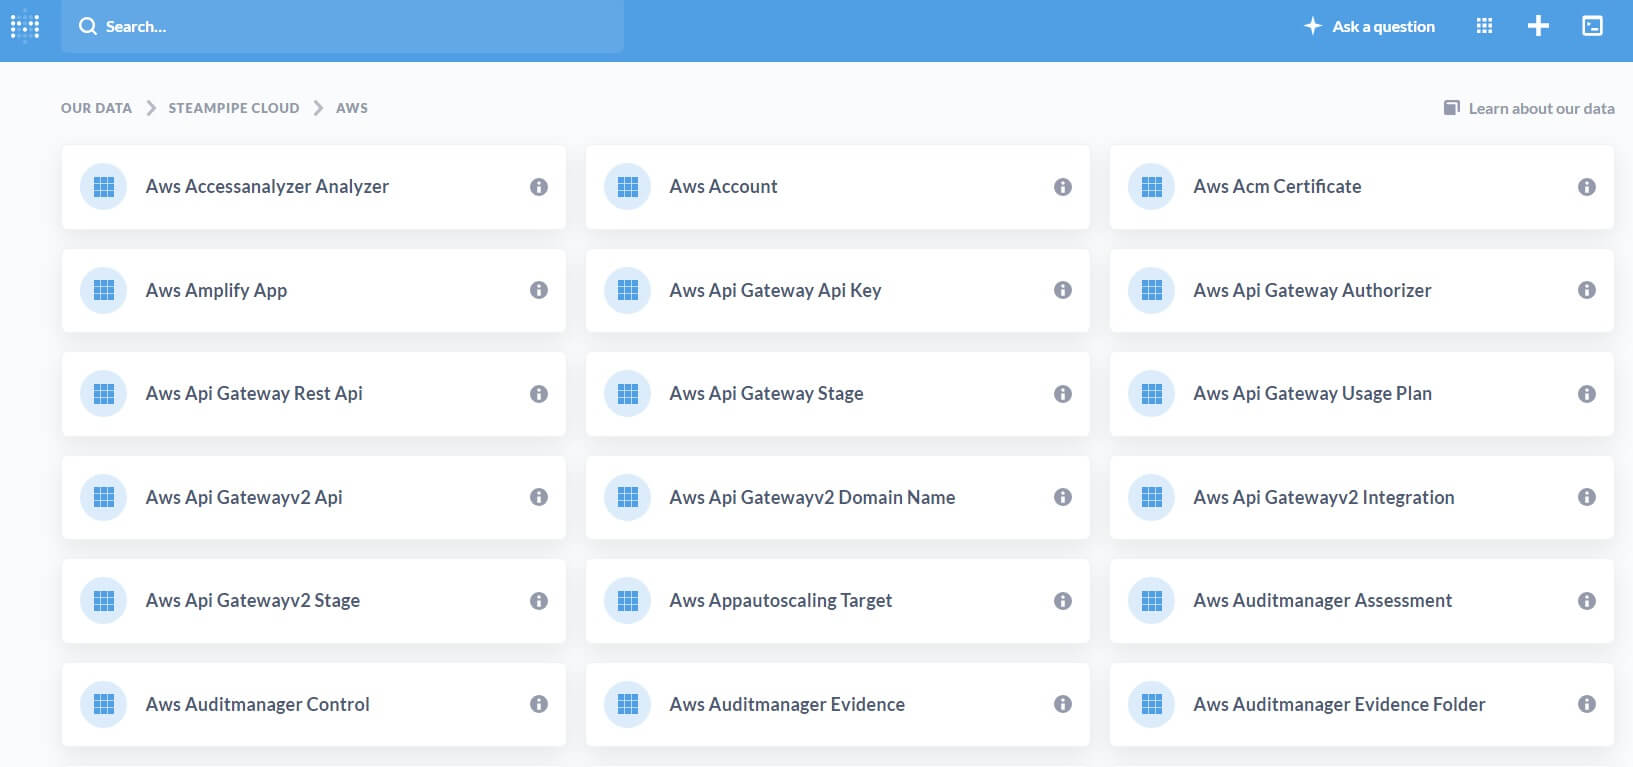 Search...
Ask a question
OUR DATA STEAMPIPE CLOUD AWS
Learn about our data
Aws Accessanalyzer Analyzer
Aws Account
Aws Acm Certificate
Aws Amplify App
Aws Api Gateway Api Key
Aws Api Gateway Authorizer
Aws Api Gateway Rest Api
Aws Api Gateway Stage
Aws Api Gateway Usage Plan
Aws Api Gatewayv2 Api
Aws Api Gatewayv2 Domain Name
Aws Api Gatewayv2 Integration
Aws Api Gatewayv2 Stage
Aws Appautoscaling Target
Aws Auditmanager Assessment
Aws Auditmanager Control
Aws Auditmanager Evidence
Aws Auditmanager Evidence Folder